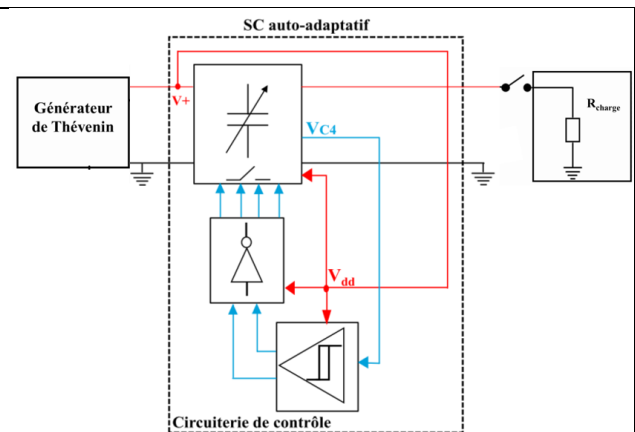 SC auto-adaptatif
Générateur
de Thévenin
V+
VC4
Rcharge
Vdd
Circuiterie de contrôle